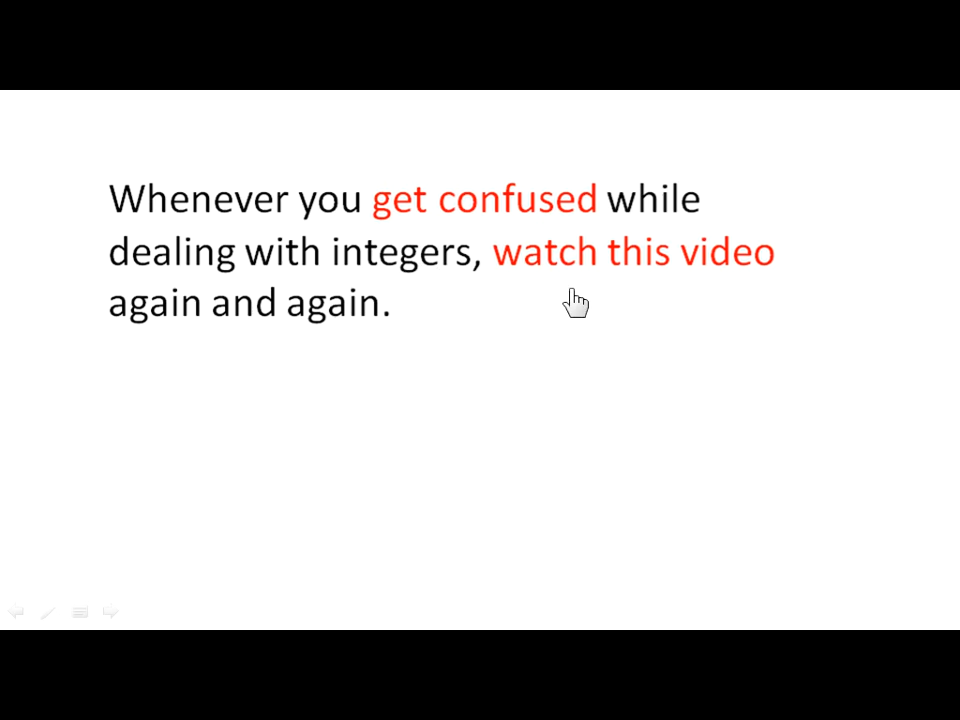 Whenever you get confused while
dealing with integers, watch this video
again and again.